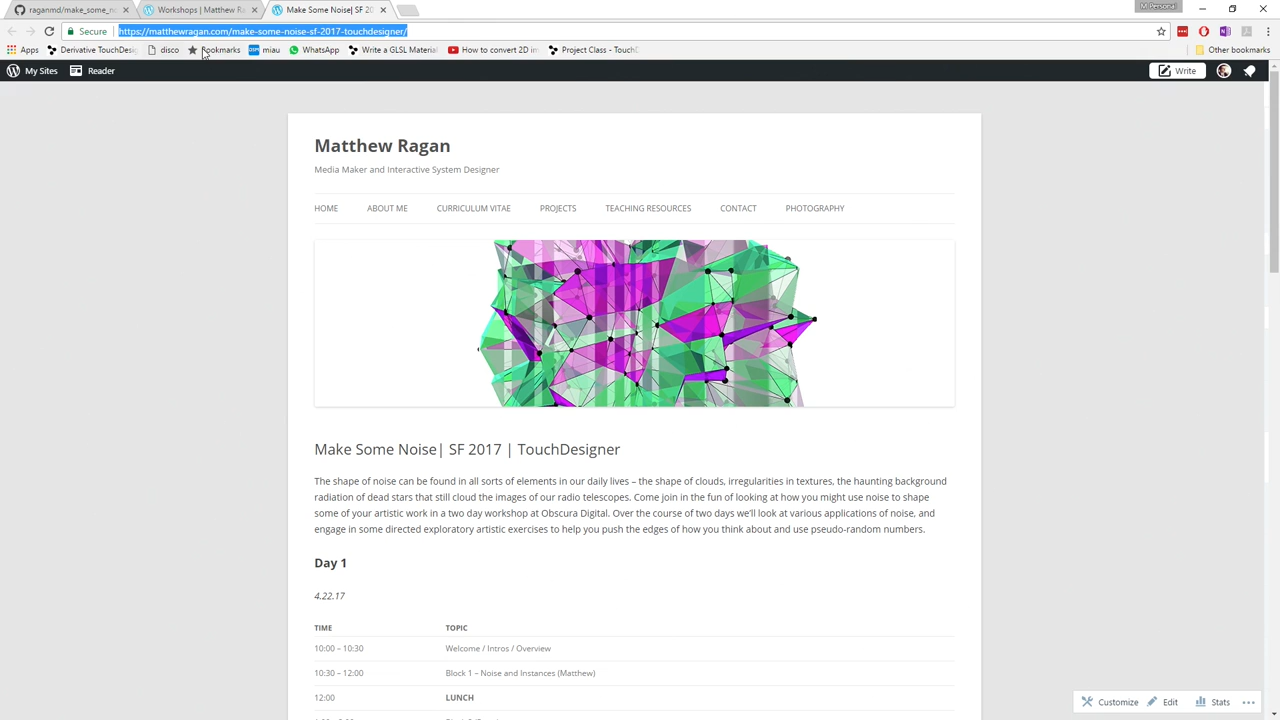 raganmd/make_some_no
Workshops | Matthew R
Make Some Noise| SF 20
M Personal
Secure https://matthewragan.com/make-some-noise-sf-2017-touchdesigner/
Apps Derivative TouchDesig disco Bookmarks miau WhatsApp Write a GLSL Material How to convert 2D im Project Class - TouchD Other bookmarks
My Sites Reader Write
Matthew Ragan
Media Maker and Interactive System Designer
HOME ABOUT ME CURRICULUM VITAE PROJECTS TEACHING RESOURCES CONTACT PHOTOGRAPHY
Make Some Noise| SF 2017 | TouchDesigner
The shape of noise can be found in all sorts of elements in our daily lives – the shape of clouds, irregularities in textures, the haunting background
radiation of dead stars that still cloud the images of our radio telescopes. Come join in the fun of looking at how you might use noise to shape
some of your artistic work in a two day workshop at Obscura Digital. Over the course of two days we'll look at various applications of noise, and
engage in some directed exploratory artistic exercises to help you push the edges of how you think about and use pseudo-random numbers.
Day 1
4.22.17
TIME TOPIC
10:00 – 10:30 Welcome / Intros / Overview
10:30 – 12:00 Block 1 – Noise and Instances (Matthew)
12:00 LUNCH
Customize Edit Stats